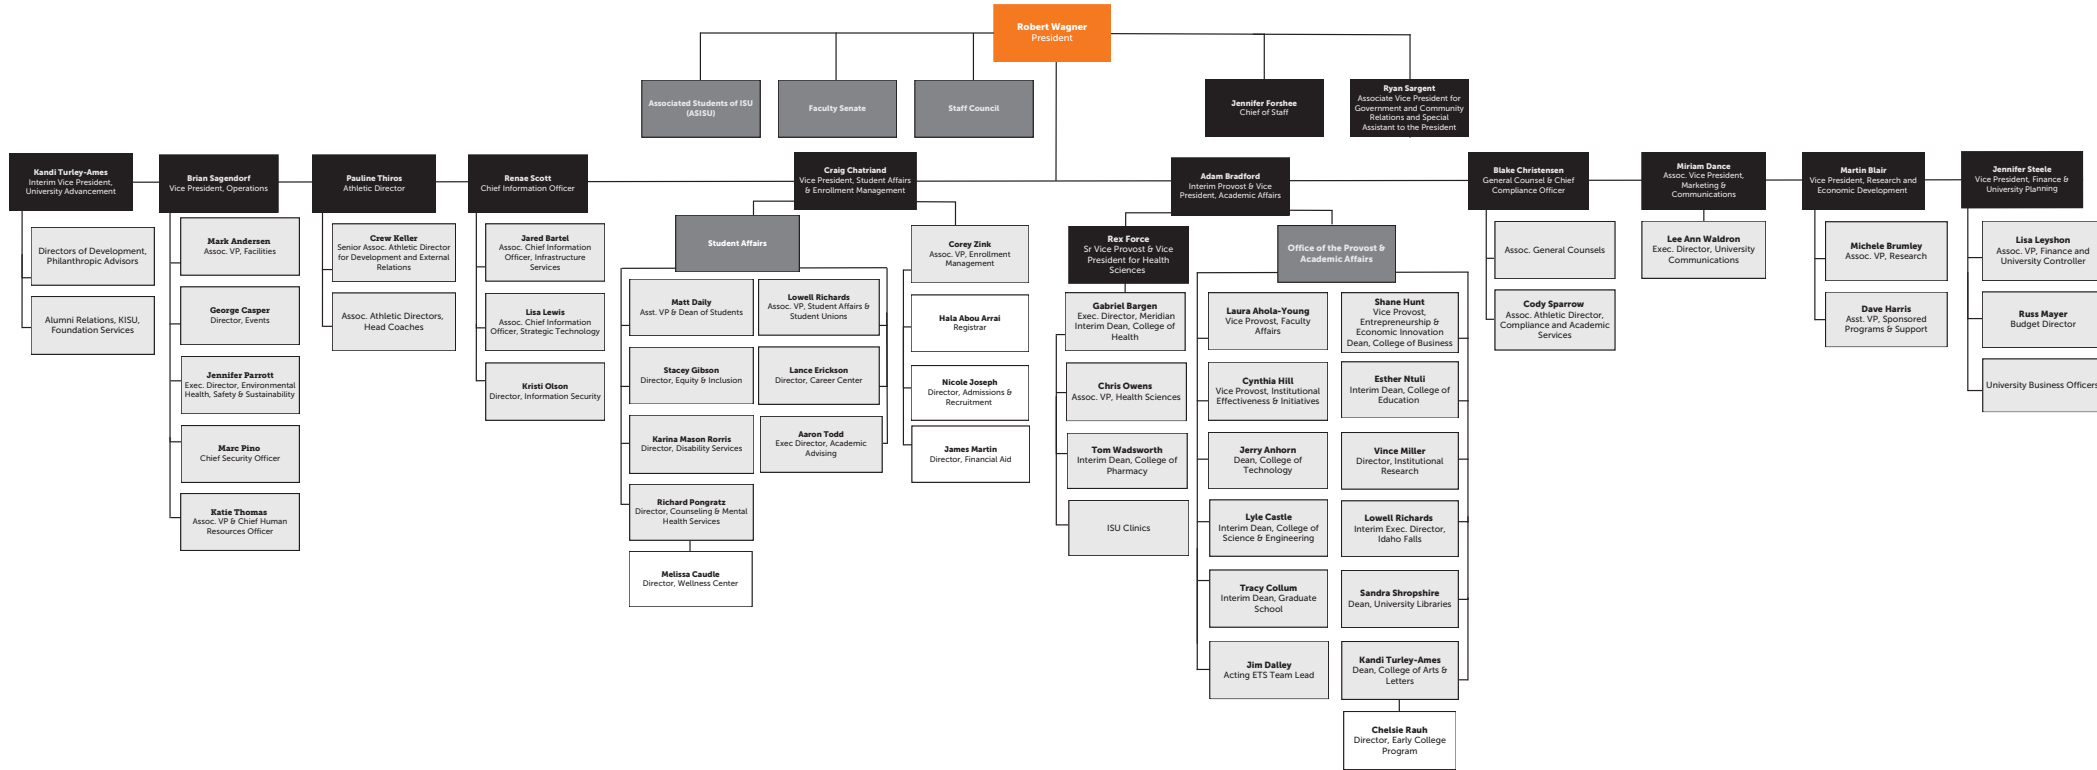 Robert Wagner
President
Associated Students of ISU
(ASISU)
Faculty Senate
Staff Council
Jennifer Forshee
Chief of Staff
Ryan Sargent
Associate Vice President for
Government and Community
Relations and Special
Assistant to the President
Kandi Turley-Ames
Interim Vice President,
University Advancement
Brian Sagendorf
Vice President, Operations
Pauline Thiros
Athletic Director
Renae Scott
Chief Information Officer
Craig Chatriand
Vice President, Student Affairs
& Enrollment Management
Adam Bradford
Interim Provost & Vice
President, Academic Affairs
Blake Christensen
General Counsel & Chief
Compliance Officer
Miriam Dance
Assoc. Vice President,
Marketing &
Communications
Martin Blair
Vice President, Research and
Economic Development
Jennifer Steele
Vice President, Finance &
University Planning
Directors of Development,
Philanthropic Advisors
Alumni Relations, KISU,
Foundation Services
Mark Andersen
Assoc. VP, Facilities
George Casper
Director, Events
Jennifer Parrott
Exec. Director, Environmental
Health, Safety & Sustainability
Marc Pino
Chief Security Officer
Katie Thomas
Assoc. VP & Chief Human
Resources Officer
Crew Keller
Senior Assoc. Athletic Director
for Development and External
Relations
Assoc. Athletic Directors,
Head Coaches
Jared Bartel
Assoc. Chief Information
Officer, Infrastructure
Services
Lisa Lewis
Assoc. Chief Information
Officer, Strategic Technology
Kristi Olson
Director, Information Security
Student Affairs
Matt Daily
Asst. VP & Dean of Students
Stacey Gibson
Director, Equity & Inclusion
Karina Mason Rorris
Director, Disability Services
Richard Pongratz
Director, Counseling & Mental
Health Services
Melissa Caudle
Director, Wellness Center
Lowell Richards
Assoc. VP, Student Affairs &
Student Unions
Lance Erickson
Director, Career Center
Aaron Todd
Exec Director, Academic
Advising
Corey Zink
Assoc. VP, Enrollment
Management
Hala Abou Arrai
Registrar
Nicole Joseph
Director, Admissions &
Recruitment
James Martin
Director, Financial Aid
Rex Force
Sr Vice Provost & Vice
President for Health
Sciences
Gabriel Bargen
Exec. Director, Meridian
Interim Dean, College of
Health
Chris Owens
Assoc. VP, Health Sciences
Tom Wadsworth
Interim Dean, College of
Pharmacy
ISU Clinics
Office of the Provost &
Academic Affairs
Laura Ahola-Young
Vice Provost, Faculty
Affairs
Cynthia Hill
Vice Provost, Institutional
Effectiveness & Initiatives
Jerry Anhorn
Dean, College of
Technology
Lyle Castle
Interim Dean, College of
Science & Engineering
Tracy Collum
Interim Dean, Graduate
School
Jim Dalley
Acting ETS Team Lead
Shane Hunt
Vice Provost,
Entrepreneurship &
Economic Innovation
Dean, College of Business
Esther Ntuli
Interim Dean, College of
Education
Vince Miller
Director, Institutional
Research
Lowell Richards
Interim Exec. Director,
Idaho Falls
Sandra Shropshire
Dean, University Libraries
Kandi Turley-Ames
Dean, College of Arts &
Letters
Chelsie Rauh
Director, Early College
Program
Assoc. General Counsels
Cody Sparrow
Assoc. Athletic Director,
Compliance and Academic
Services
Lee Ann Waldron
Exec. Director, University
Communications
Michele Brumley
Assoc. VP, Research
Dave Harris
Asst. VP, Sponsored
Programs & Support
Lisa Leyshon
Assoc. VP, Finance and
University Controller
Russ Mayer
Budget Director
University Business Officers